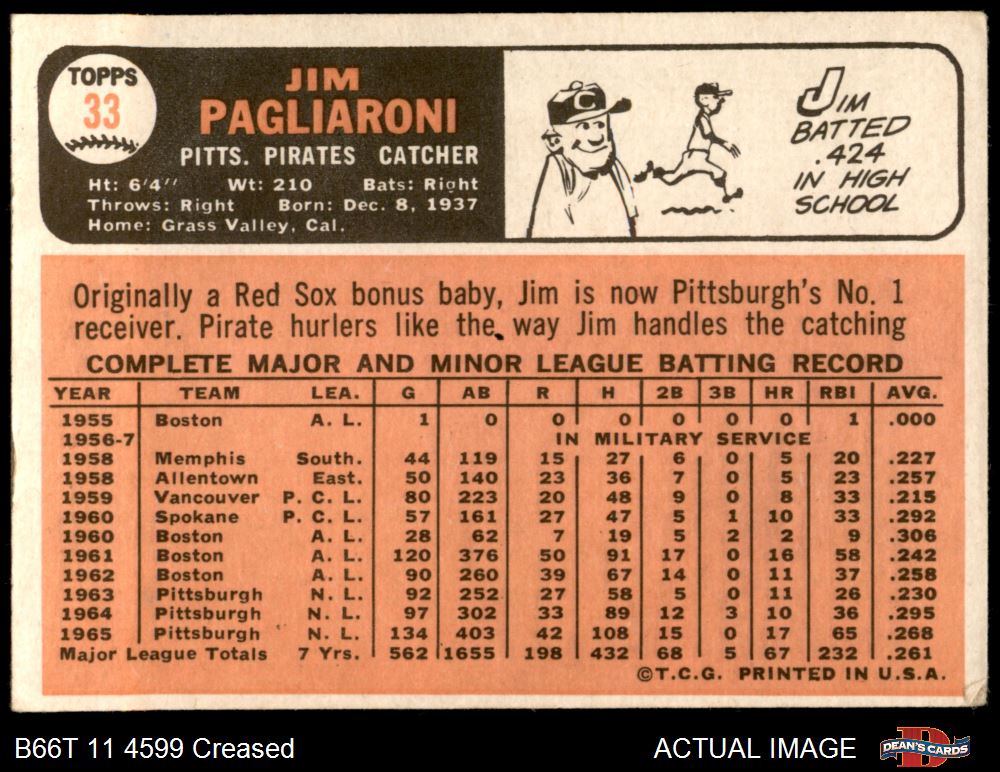 TOPPS
33
JIM
PAGLIARONI
PITTS. PIRATES CATCHER
Ht: 6'4'' Wt: 210 Bats: Right
Throws: Right Born: Dec. 8, 1937
Home: Grass Valley, Cal.
C
JIM
BATTED
.424
IN HIGH
SCHOOL
Originally a Red Sox bonus baby, Jim is now Pittsburgh's No. 1
receiver. Pirate hurlers like the way Jim handles the catching
COMPLETE MAJOR AND MINOR LEAGUE BATTING RECORD
YEAR TEAM LEA. G AB R H 2B 3B HR RBI AVG.
1955 Boston A. L. 1 0 0 0 0 0 0 1 .000
1956-7 IN MILITARY SERVICE
1958 Memphis South. 44 119 15 27 6 0 5 20 .227
1958 Allentown East. 50 140 23 36 7 0 5 23 .257
1959 Vancouver P. C. L. 80 223 20 48 9 0 8 33 .215
1960 Spokane P. C. L. 57 161 27 47 5 1 10 33 .292
1960 Boston A. L. 28 62 7 19 5 2 2 9 .306
1961 Boston A. L. 120 376 50 91 17 0 16 58 .242
1962 Boston A. L. 90 260 39 67 14 0 11 37 .258
1963 Pittsburgh N. L. 92 252 27 58 5 0 11 26 .230
1964 Pittsburgh N. L. 97 302 33 89 12 3 10 36 .295
1965 Pittsburgh N. L. 134 403 42 108 15 0 17 65 .268
Major League Totals 7 Yrs. 562 1655 198 432 68 5 67 232 .261
©T.C.G. PRINTED IN U.S.A.
B66T 11 4599 Creased
ACTUAL IMAGE
DEAN'S CARDS